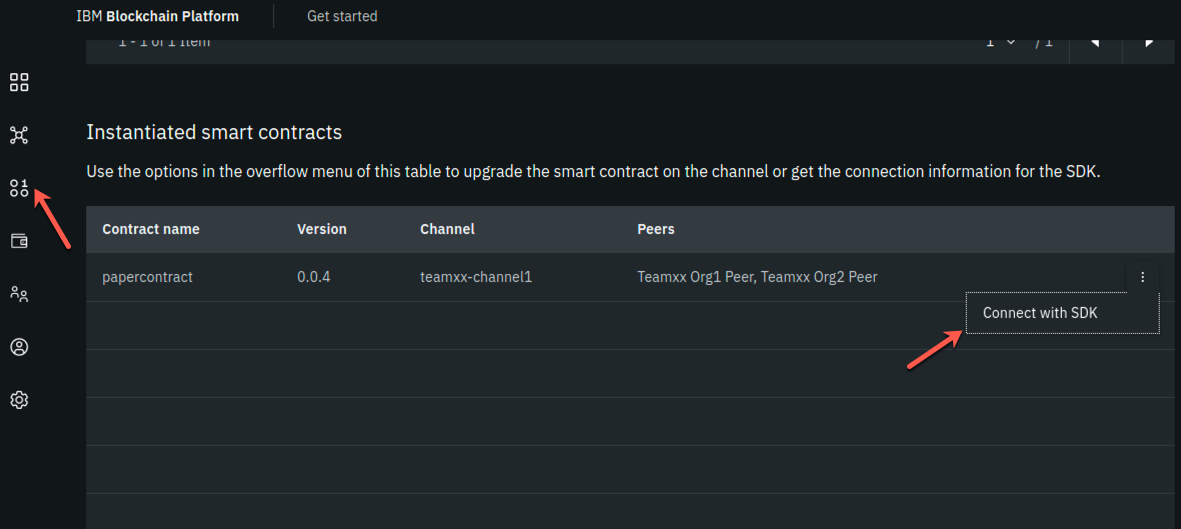 IBM Blockchain Platform Get started
1 - 1 of 1 item 1 / 1
Instantiated smart contracts
Use the options in the overflow menu of this table to upgrade the smart contract on the channel or get the connection information for the SDK.
Contract name Version Channel Peers
papercontract 0.0.4 teamxx-channel1 Teamxx Org1 Peer, Teamxx Org2 Peer
Connect with SDK